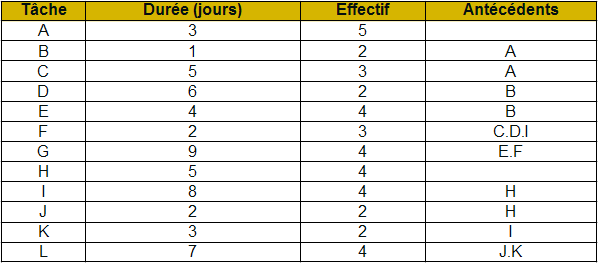 Tâche Durée (jours) Effectif Antécédents
A 3 5
B 1 2 A
C 5 3 A
D 6 2 B
E 4 4 B
F 2 3 C.D.I
G 9 4 E.F
H 5 4
I 8 4 H
J 2 2 H
K 3 2 I
L 7 4 J.K